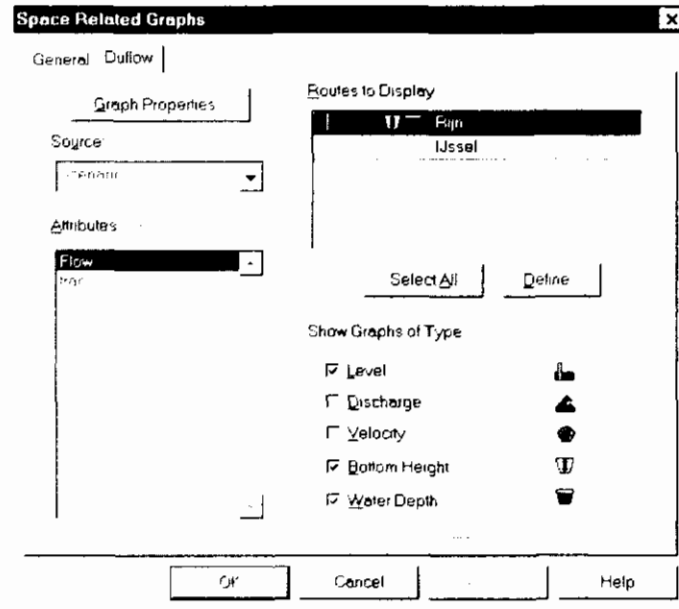 Space Related Graphs
General Duflow
Graph Properties
Routes to Display
Rijn
IJssel
Source
Attributes
Flow
Select All Define
Show Graphs of Type
Level
Discharge
Velocity
Bottom Height
Water Depth
OK Cancel Help